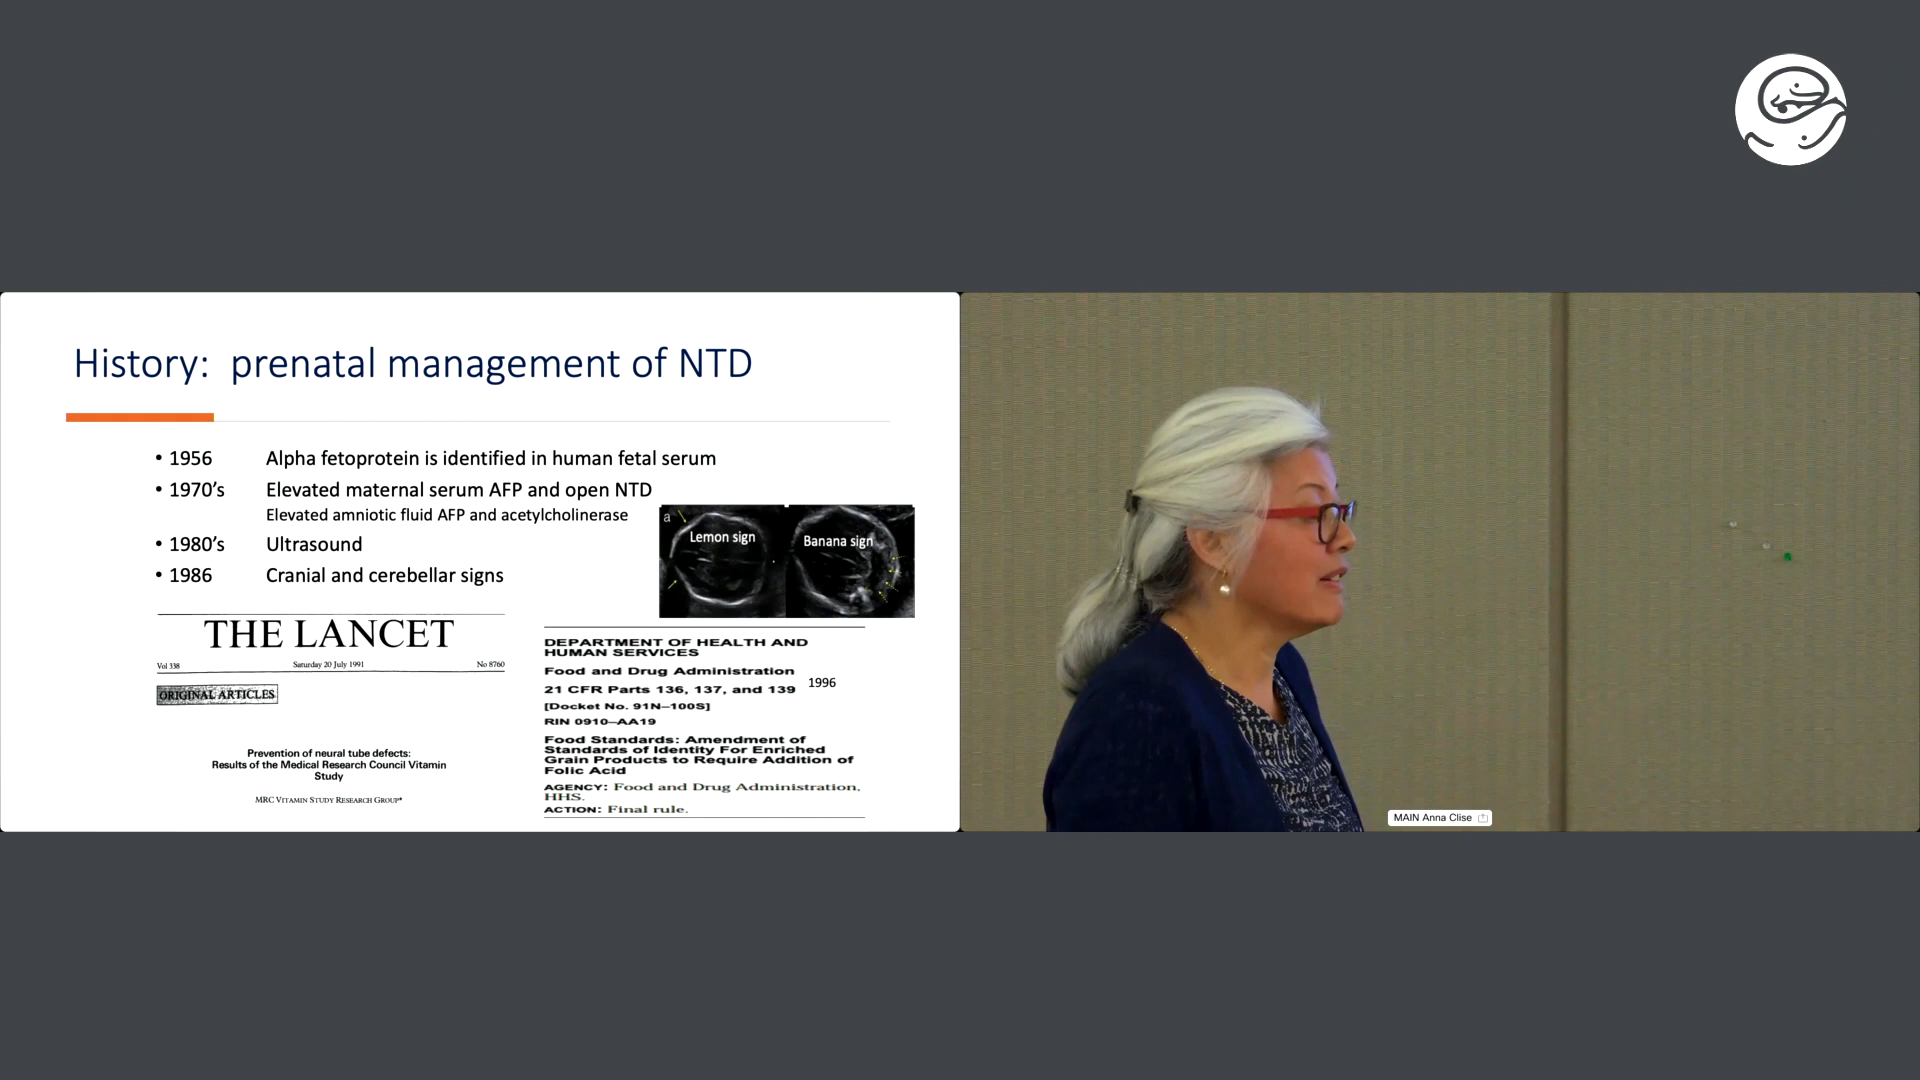 History: prenatal management of NTD
• 1956 Alpha fetoprotein is identified in human fetal serum
• 1970’s Elevated maternal serum AFP and open NTD
Elevated amniotic fluid AFP and acetylcholinerase
• 1980’s Ultrasound
• 1986 Cranial and cerebellar signs
a
Lemon sign
Banana sign
THE LANCET
Vol 338 Saturday 20 July 1991 No 8760
ORIGINAL ARTICLES
Prevention of neural tube defects:
Results of the Medical Research Council Vitamin
Study
MRC VITAMIN STUDY RESEARCH GROUP*
DEPARTMENT OF HEALTH AND
HUMAN SERVICES
Food and Drug Administration
21 CFR Parts 136, 137, and 139
1996
[Docket No. 91N–100S]
RIN 0910–AA19
Food Standards: Amendment of
Standards of Identity For Enriched
Grain Products to Require Addition of
Folic Acid
AGENCY: Food and Drug Administration,
HHS.
ACTION: Final rule.
MAIN Anna Clise